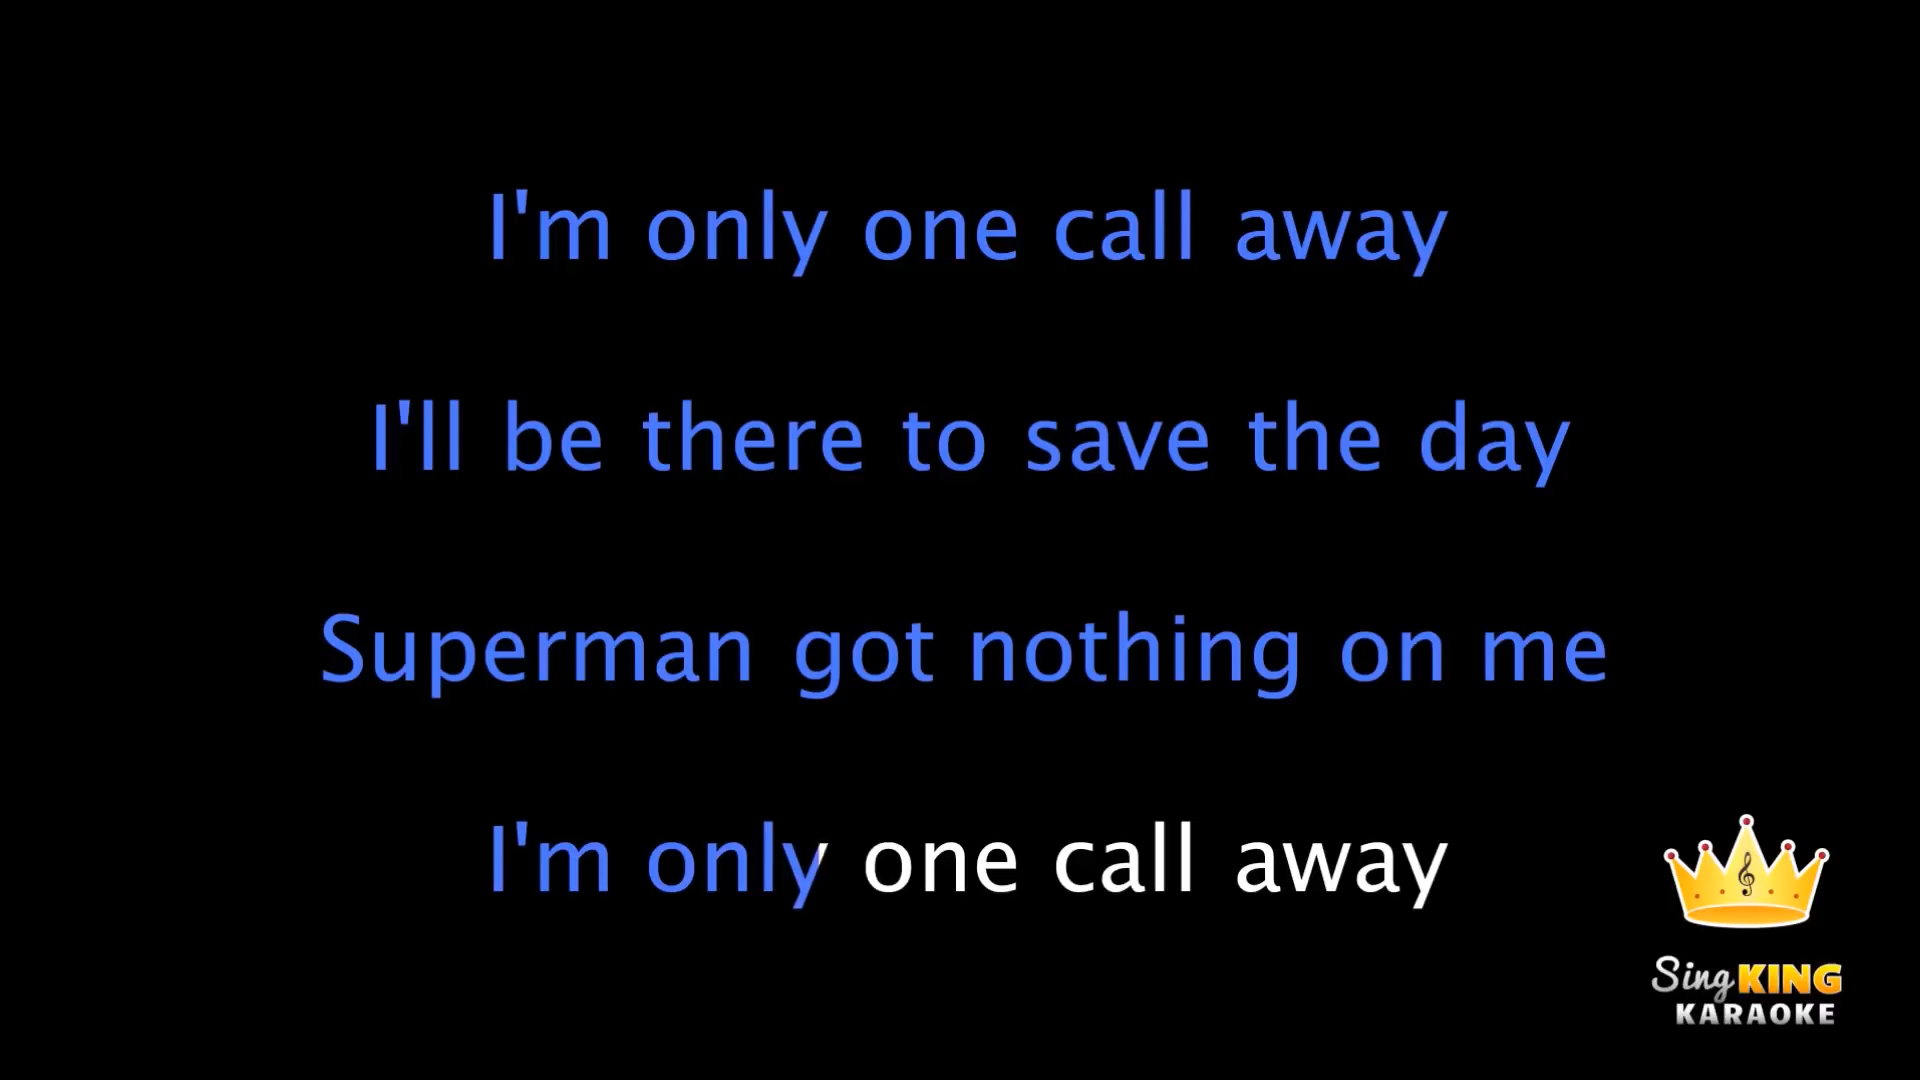 I'm only one call away
I'll be there to save the day
Superman got nothing on me
I'm only one call away
Sing KING
KARAOKE